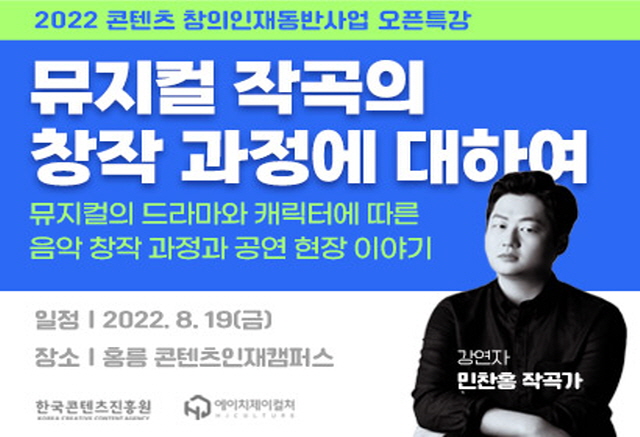 2022 콘텐츠 창의인재동반사업 오픈특강
뮤지컬 작곡의
창작 과정에 대하여
뮤지컬의 드라마와 캐릭터에 따른
음악 창작 과정과 공연 현장 이야기
일정 | 2022. 8. 19(금)
장소 | 홍릉 콘텐츠인재캠퍼스
강연자
민찬홍 작곡가
한국콘텐츠진흥원
KOREA CREATIVE CONTENT AGENCY
에이치제이컬쳐
HJCULTURE